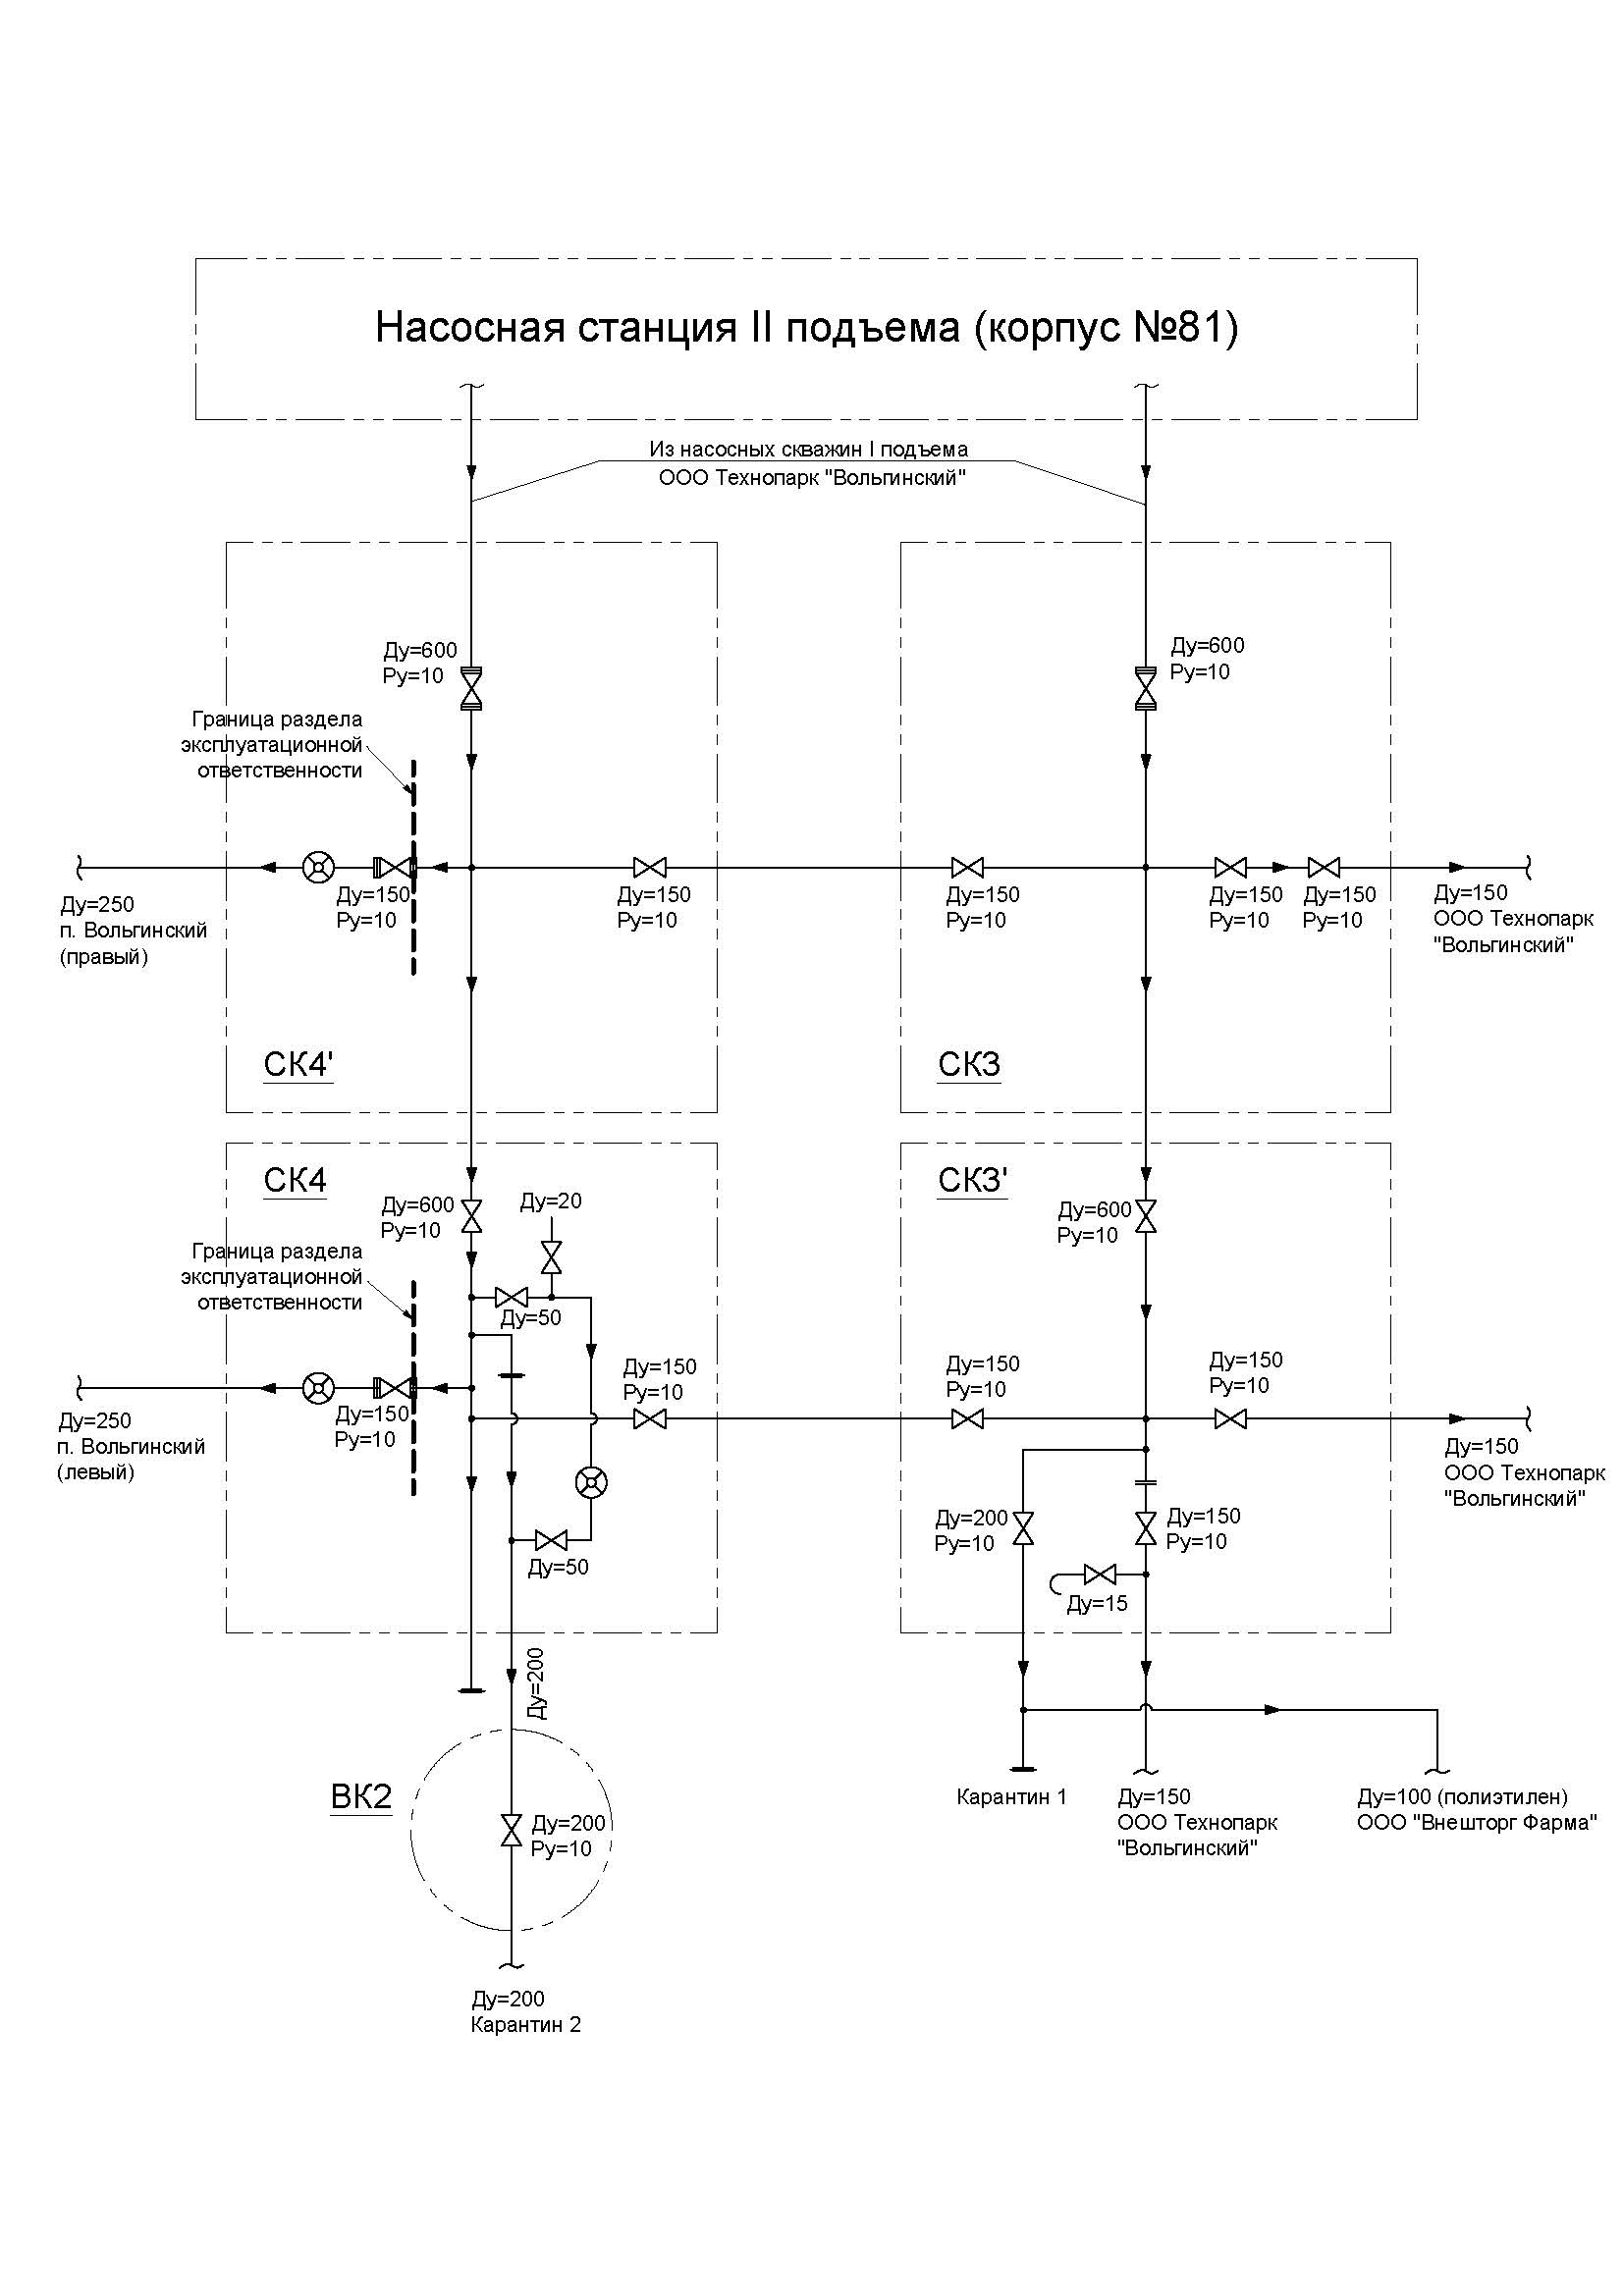 Насосная станция II подъема (корпус №81)
Из насосных скважин I подъема
ООО Технопарк "Вольгинский"
Ду=600
Ру=10
Ду=600
Ру=10
Граница раздела
эксплуатационной
ответственности
Ду=250
п. Вольгинский
(правый)
Ду=150
Ру=10
Ду=150
Ру=10
Ду=150
Ру=10
Ду=150
Ру=10
Ду=150
Ру=10
Ду=150
ООО Технопарк
"Вольгинский"
СК4'
СК3
СК4
СК3'
Ду=600
Ру=10
Ду=20
Ду=600
Ру=10
Граница раздела
эксплуатационной
ответственности
Ду=50
Ду=250
п. Вольгинский
(левый)
Ду=150
Ру=10
Ду=150
Ру=10
Ду=150
Ру=10
Ду=150
Ру=10
Ду=150
ООО Технопарк
"Вольгинский"
Ду=50
Ду=200
Ру=10
Ду=150
Ру=10
Ду=15
Ду=200
ВК2
Ду=200
Ру=10
Карантин 1
Ду=150
ООО Технопарк
"Вольгинский"
Ду=100 (полиэтилен)
ООО "Внешторг Фарма"
Ду=200
Карантин 2